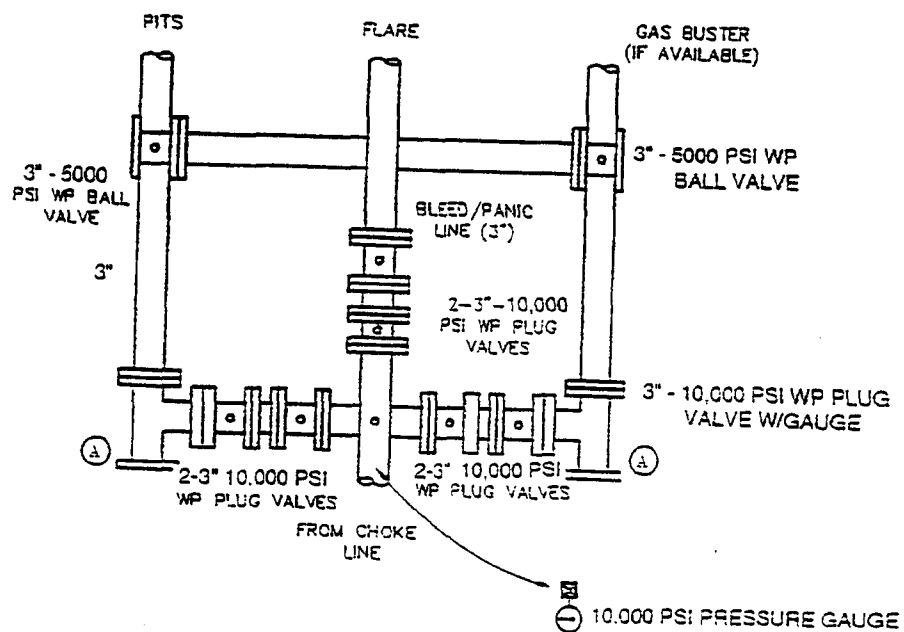 PITS
FLARE
GAS BUSTER
(IF AVAILABLE)
3" - 5000
PSI WP BALL
VALVE
3" - 5000 PSI WP
BALL VALVE
BLEED/PANIC
LINE (3")
3"
2-3"-10,000
PSI WP PLUG
VALVES
3" - 10,000 PSI WP PLUG
VALVE W/GAUGE
A
A
2-3" 10,000 PSI
WP PLUG VALVES
2-3" 10,000 PSI
WP PLUG VALVES
FROM CHOKE
LINE
10,000 PSI PRESSURE GAUGE